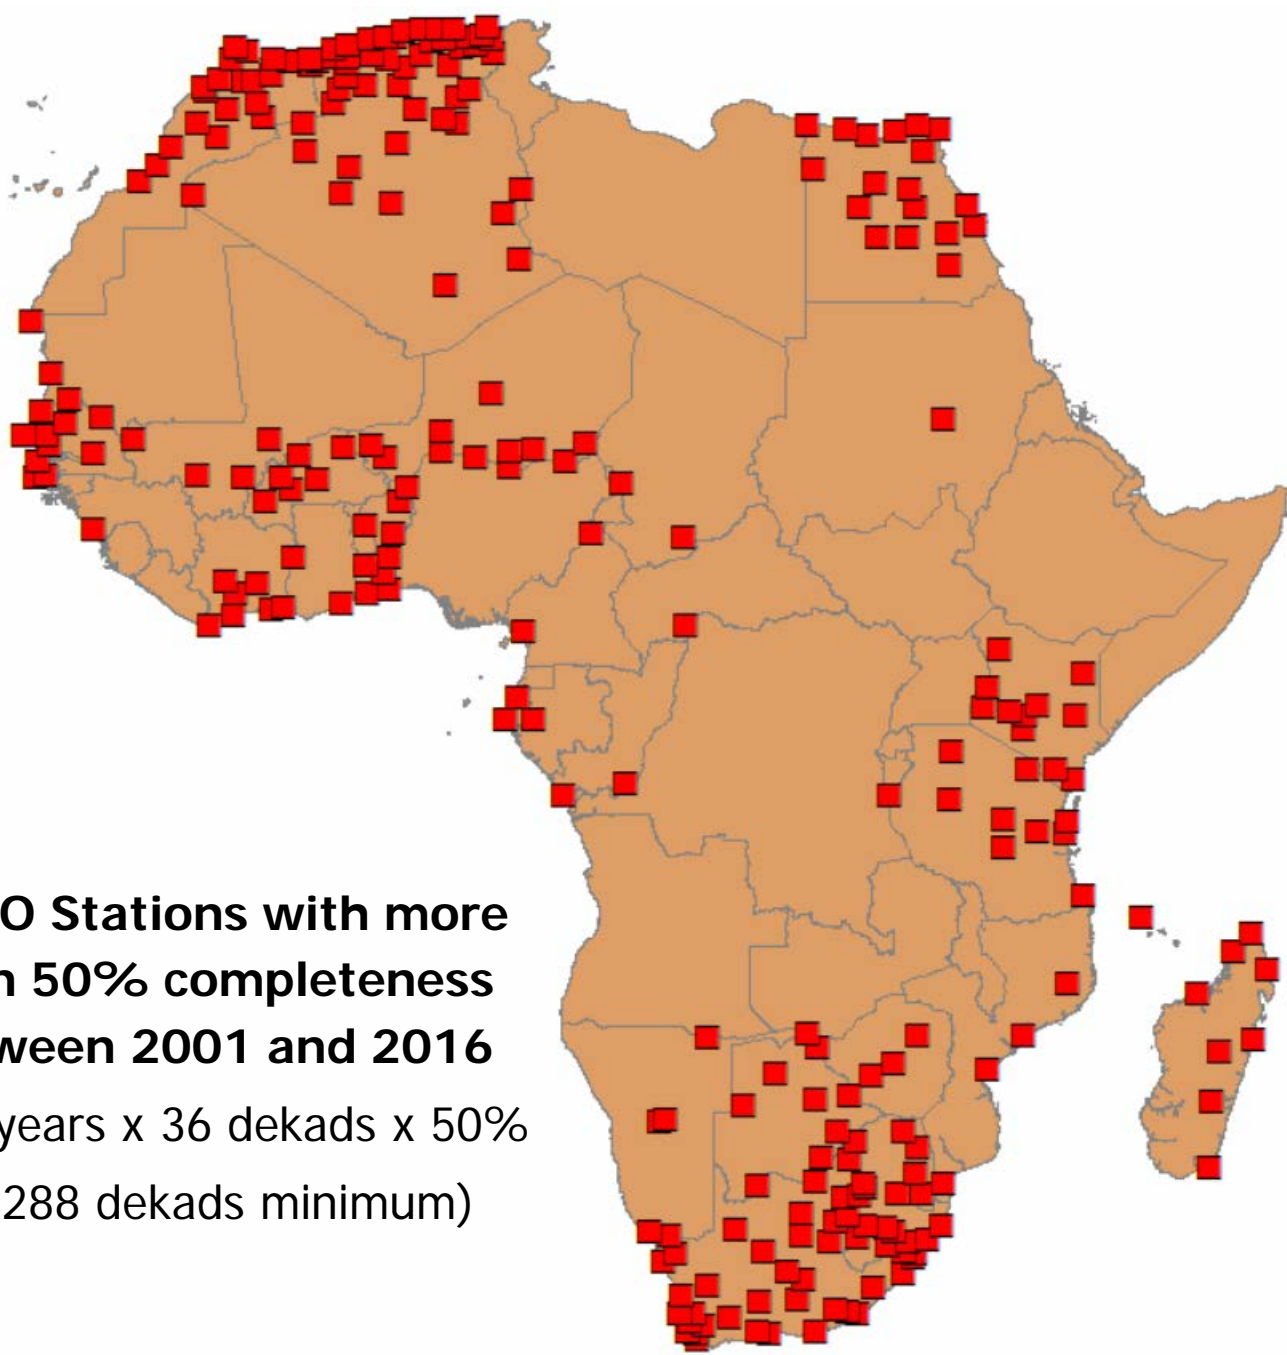 O Stations with more
50% completeness
ween 2001 and 2016
years x 36 dekads x 50%
288 dekads minimum)